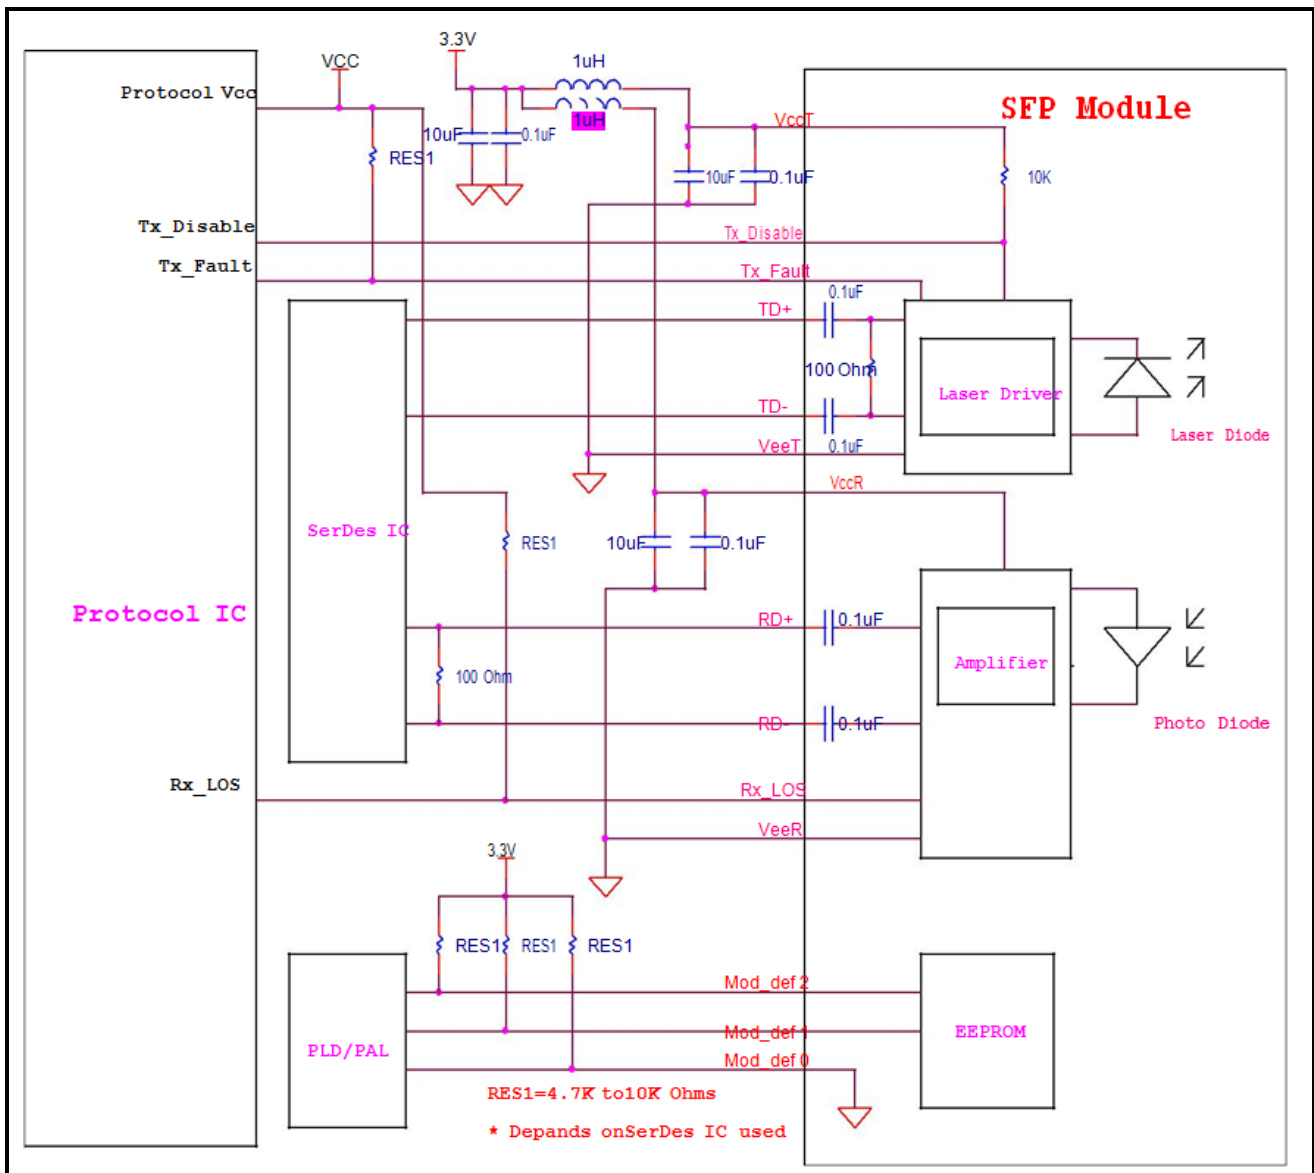 3.3V
VCC
1uH
Protocol Vcc
SFP Module
1uH
VccT
10uF
0.1uF
RES1
10uF
0.1uF
10K
Tx_Disable
Tx_Disable
Tx_Fault
Tx_Fault
0.1uF
TD+
100 Ohm
Laser Driver
TD-
Laser Diode
VeeT
0.1uF
VccR
SerDes IC
RES1
10uF
0.1uF
Protocol IC
RD+
0.1uF
Amplifier
100 Ohm
RD-
0.1uF
Photo Diode
Rx_LOS
Rx_LOS
VeeR
3.3V
RES1
RES1
RES1
Mod_def 2
Mod_def 1
EEPROM
PLD/PAL
Mod_def 0
RES1=4.7K to10K Ohms
* Depands onSerDes IC used